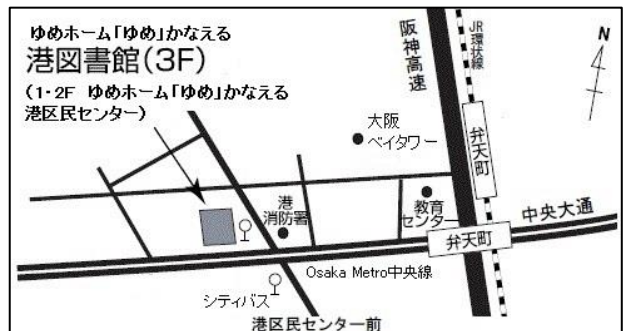 ゆめホーム「ゆめ」かなえる
港図書館(3F)
(1・2F ゆめホーム「ゆめ」かなえる
港区民センター)
阪神高速
JR環状線
N
大阪
ベイタワー
弁天町
港
消防署
教育
センター
中央大通
弁天町
Osaka Metro中央線
シティバス
港区民センター前